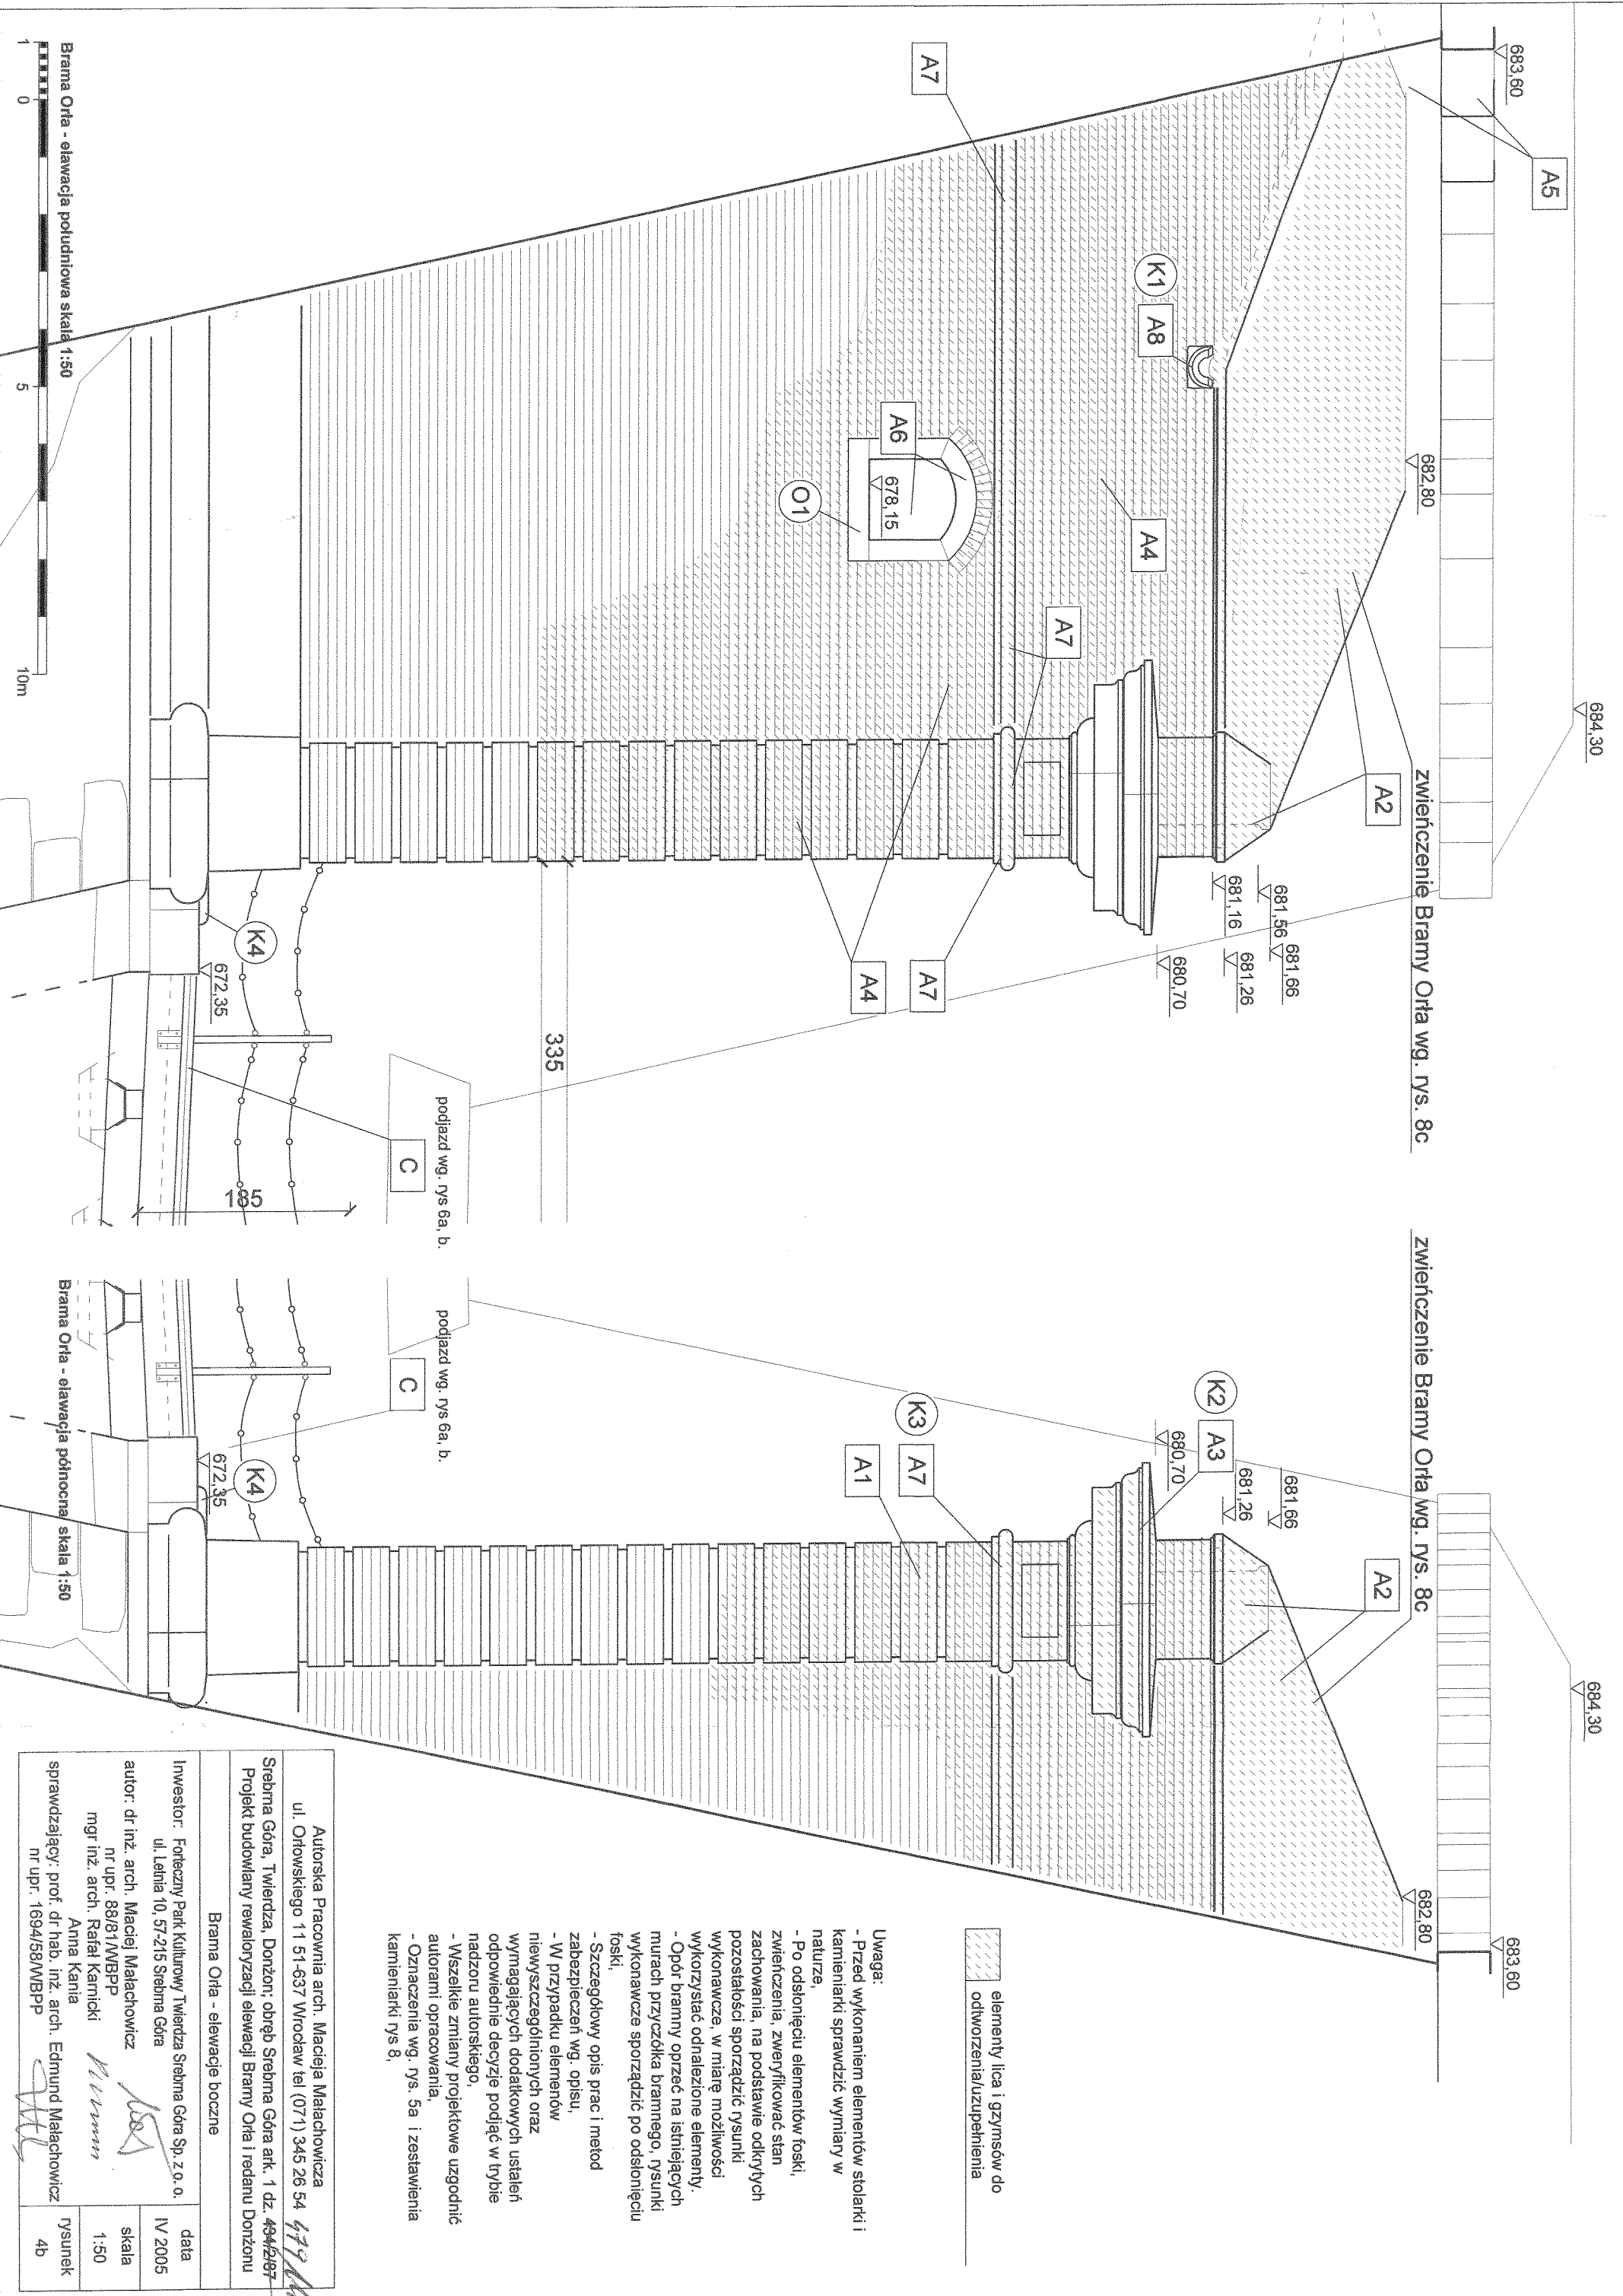 683,60
A5
684,30
zwieńczenie Bramy Orła wg. rys. 8c
682,80
A2
681,56
681,66
681,16
681,26
680,70
A7
K1
A8
A4
A7
A6
678,15
O1
A7
A4
335
podjazd wg. rys 6a, b.
C
185
K4
672,35
Brama Orła - elawacja południowa skala 1:50
1
0
5
10m
zwieńczenie Bramy Orła wg. rys. 8c
684,30
683,60
682,80
A2
681,66
681,26
680,70
K2
A3
K3
A7
A1
podjazd wg. rys 6a, b.
C
K4
672,35
Brama Orła - elawacja północna skala 1:50
elementy lica i gzymsów do
odtworzenia/uzupełnienia
Uwaga:
- Przed wykonaniem elementów stolarki i
kamieniarki sprawdzić wymiary w
naturze,
- Po odsłonięciu elementów foski,
zwieńczenia, zweryfikować stan
zachowania, na podstawie odkrytych
pozostałości sporządzić rysunki
wykonawcze, w miarę możliwości
wykorzystać odnalezione elementy.
- Opór bramny oprzeć na istniejących
murach przyczółka bramnego, rysunki
wykonawcze sporządzić po odsłonięciu
foski,
- Szczegółowy opis prac i metod
zabezpieczeń wg. opisu,
- W przypadku elemenów
niewyszczególnionych oraz
wymagających dodatkowych ustaleń
odpowiednie decyzje podjąć w trybie
nadzoru autorskiego,
- Wszelkie zmiany projektowe uzgodnić
autorami opracowania,
- Oznaczenia wg. rys. 5a i zestawienia
kamieniarki rys 8,
Autorska Pracownia arch. Macieja Małachowicza
ul. Orłowskiego 11 51-637 Wrocław tel (071) 345 26 54
Srebrna Góra, Twierdza, Donżon; obręb Srebrna Góra ark. 1 dz. 434/2/87
Projekt budowlany rewaloryzacji elewacji Bramy Orła i redanu Donżonu
Brama Orła - elewacje boczne
Inwestor: Forteczny Park Kulturowy Twierdza Srebrna Góra Sp. z o.o.
ul. Letnia 10, 57-215 Srebrna Góra
data
IV 2005
autor: dr inż. arch. Maciej Małachowicz
nr upr. 88/81/WBPP
mgr inż. arch. Rafał Karnicki
Anna Kania
skala
1:50
sprawdzający: prof. dr hab. inż. arch. Edmund Małachowicz
nr upr. 1694/58/WBPP
rysunek
4b